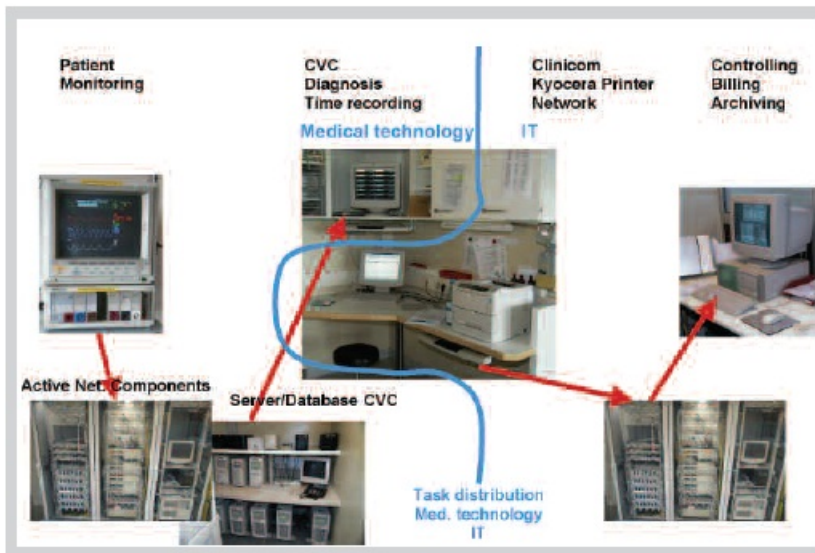 Patient
Monitoring
CVC
Diagnosis
Time recording
Clinicom
Kyocera Printer
Network
Controlling
Billing
Archiving
Medical technology
IT
Active Net. Components
Server/Database CVC
Task distribution
Med. technology
IT